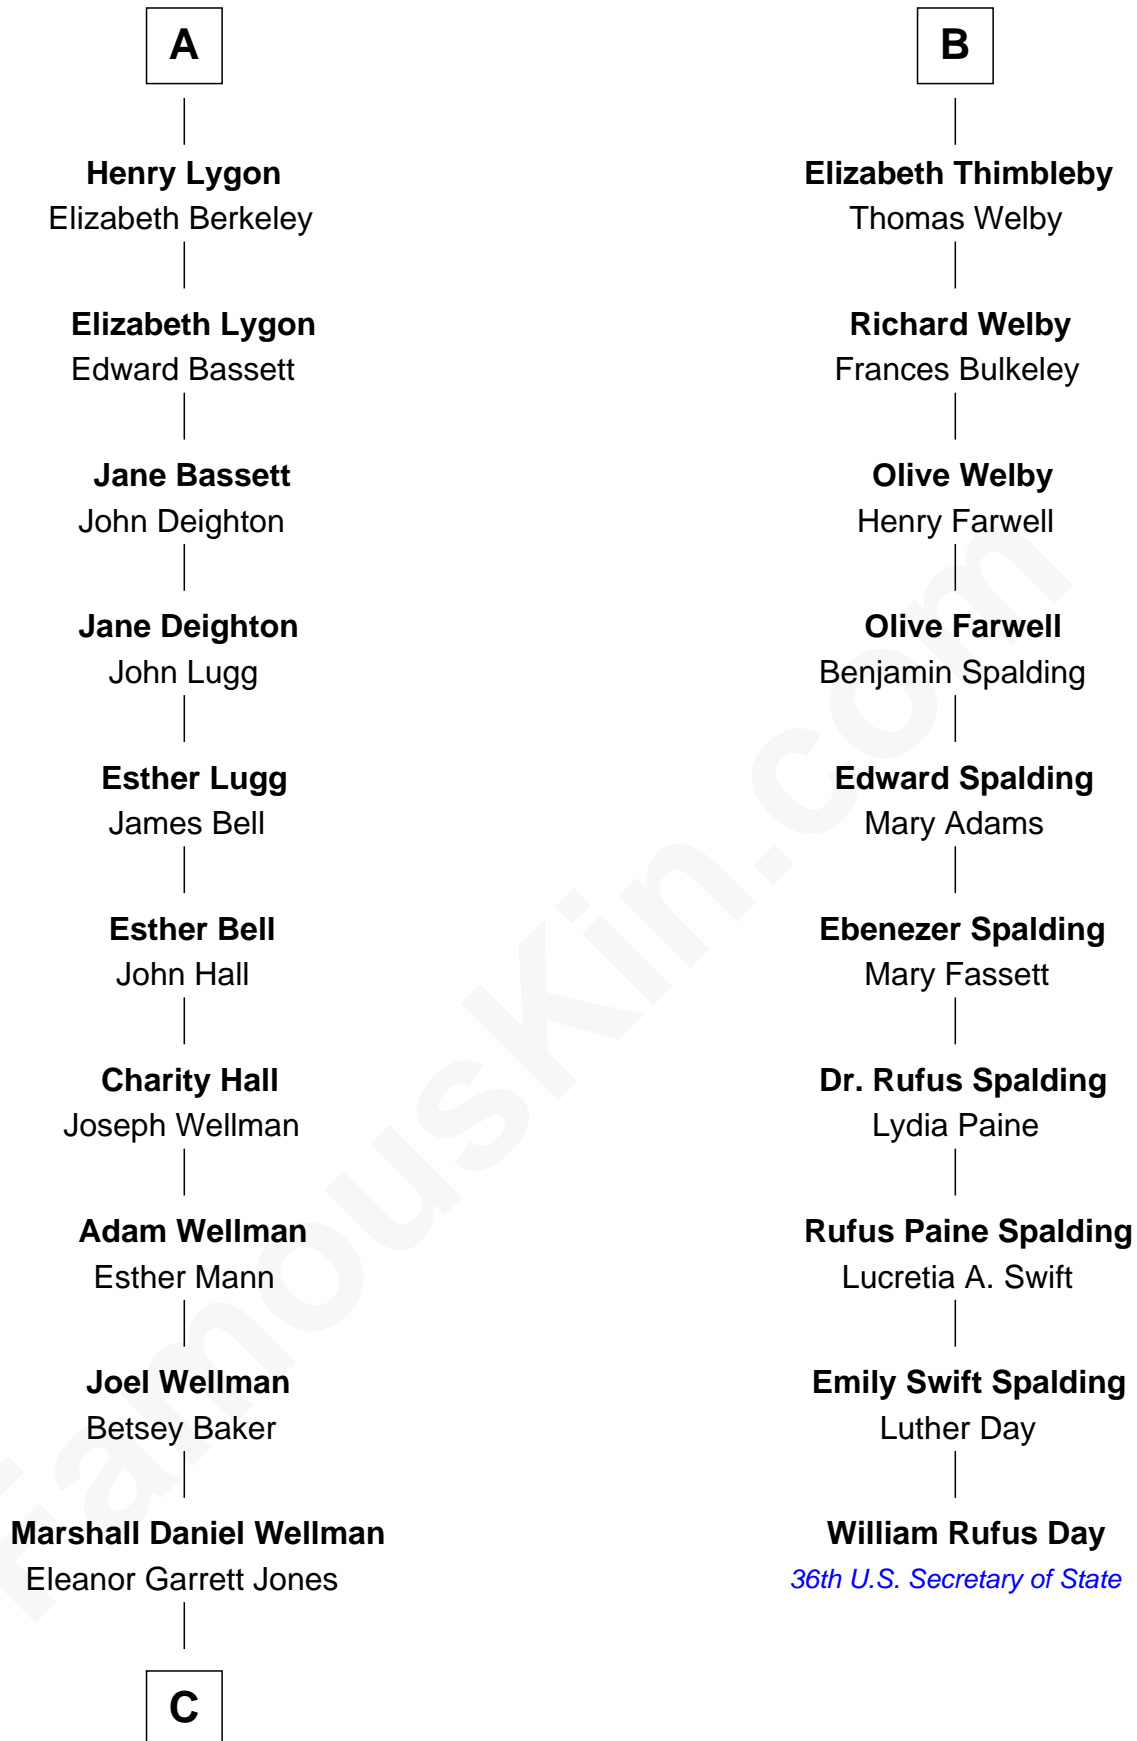 A
Henry Lygon
Elizabeth Berkeley
Elizabeth Lygon
Edward Bassett
Jane Bassett
John Deighton
Jane Deighton
John Lugg
Esther Lugg
James Bell
Esther Bell
John Hall
Charity Hall
Joseph Wellman
Adam Wellman
Esther Mann
Joel Wellman
Betsey Baker
Marshall Daniel Wellman
Eleanor Garrett Jones
C
B
Elizabeth Thimbleby
Thomas Welby
Richard Welby
Frances Bulkeley
Olive Welby
Henry Farwell
Olive Farwell
Benjamin Spalding
Edward Spalding
Mary Adams
Ebenezer Spalding
Mary Fassett
Dr. Rufus Spalding
Lydia Paine
Rufus Paine Spalding
Lucretia A. Swift
Emily Swift Spalding
Luther Day
William Rufus Day
36th U.S. Secretary of State
FamousKin.com